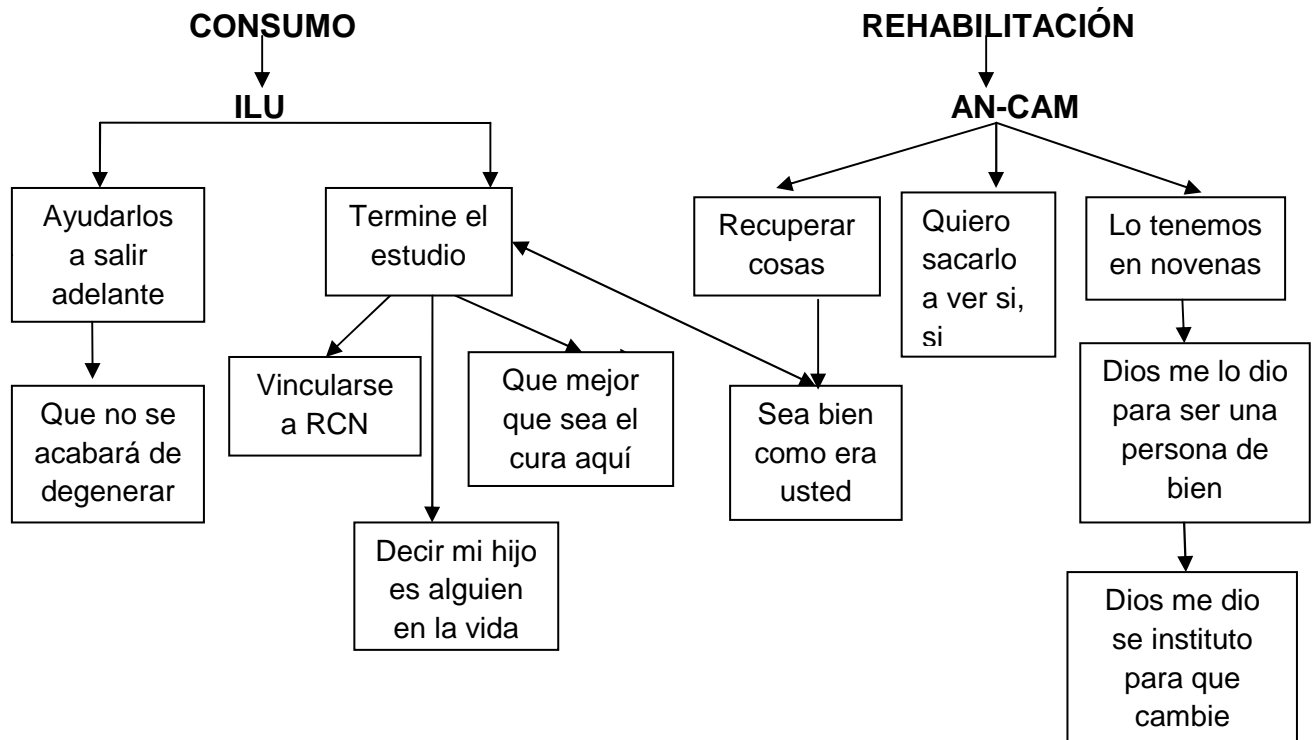 CONSUMO
REHABILITACIÓN
ILU
AN-CAM
Ayudarlos
a salir
adelante
Termine el
estudio
Recuperar
cosas
Quiero
sacarlo
a ver si,
si
Lo tenemos
en novenas
Que no se
acabará de
degenerar
Vincularse
a RCN
Que mejor
que sea el
cura aquí
Sea bien
como era
usted
Dios me lo dio
para ser una
persona de
bien
Decir mi hijo
es alguien
en la vida
Dios me dio
se instituto
para que
cambie